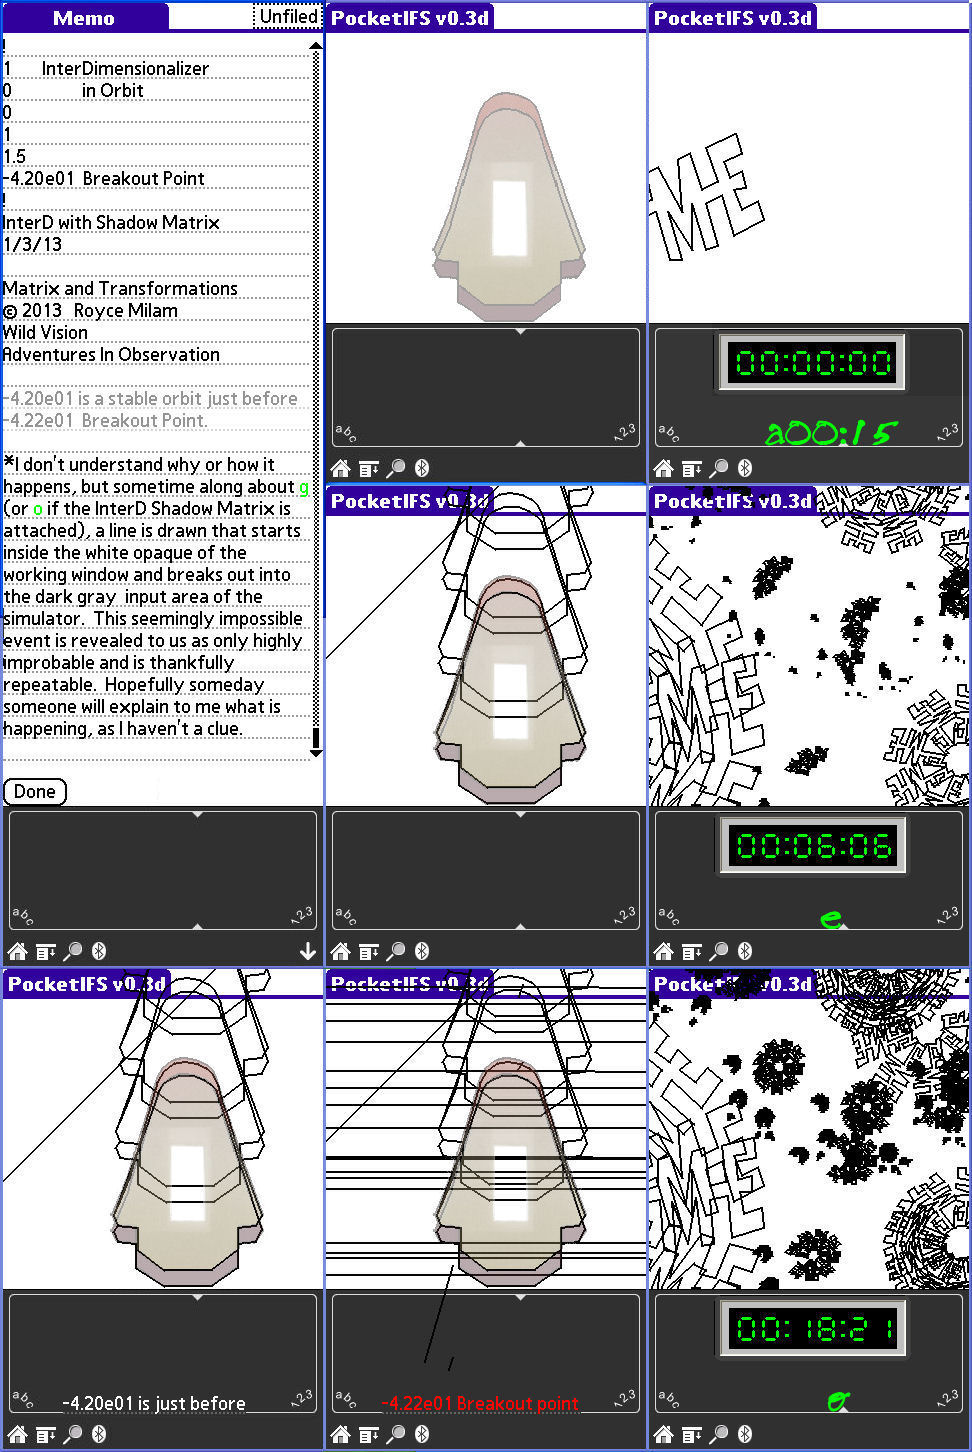 Memo
Unfiled
!
1 InterDimensionalizer
0 in Orbit
0
1
1.5
-4.20e01 Breakout Point
!
InterD with Shadow Matrix
1/3/13
Matrix and Transformations
© 2013 Royce Milam
Wild Vision
Adventures In Observation
-4.20e01 is a stable orbit just before
-4.22e01 Breakout Point.
*I don't understand why or how it
happens, but sometime along about g
(or o if the InterD Shadow Matrix is
attached), a line is drawn that starts
inside the white opaque of the
working window and breaks out into
the dark gray input area of the
simulator. This seemingly impossible
event is revealed to us as only highly
improbable and is thankfully
repeatable. Hopefully someday
someone will explain to me what is
happening, as I haven't a clue.
Done
abc
123
PocketIFS v0.3d
abc
123
PocketIFS v0.3d
ME
00:00:00
a00:15
abc
123
PocketIFS v0.3d
abc
123
PocketIFS v0.3d
00:06:06
e
abc
123
PocketIFS v0.3d
-4.20e01 is just before
abc
123
PocketIFS v0.3d
-4.22e01 Breakout point
abc
123
v0.3d
00:18:21
o
abc
123